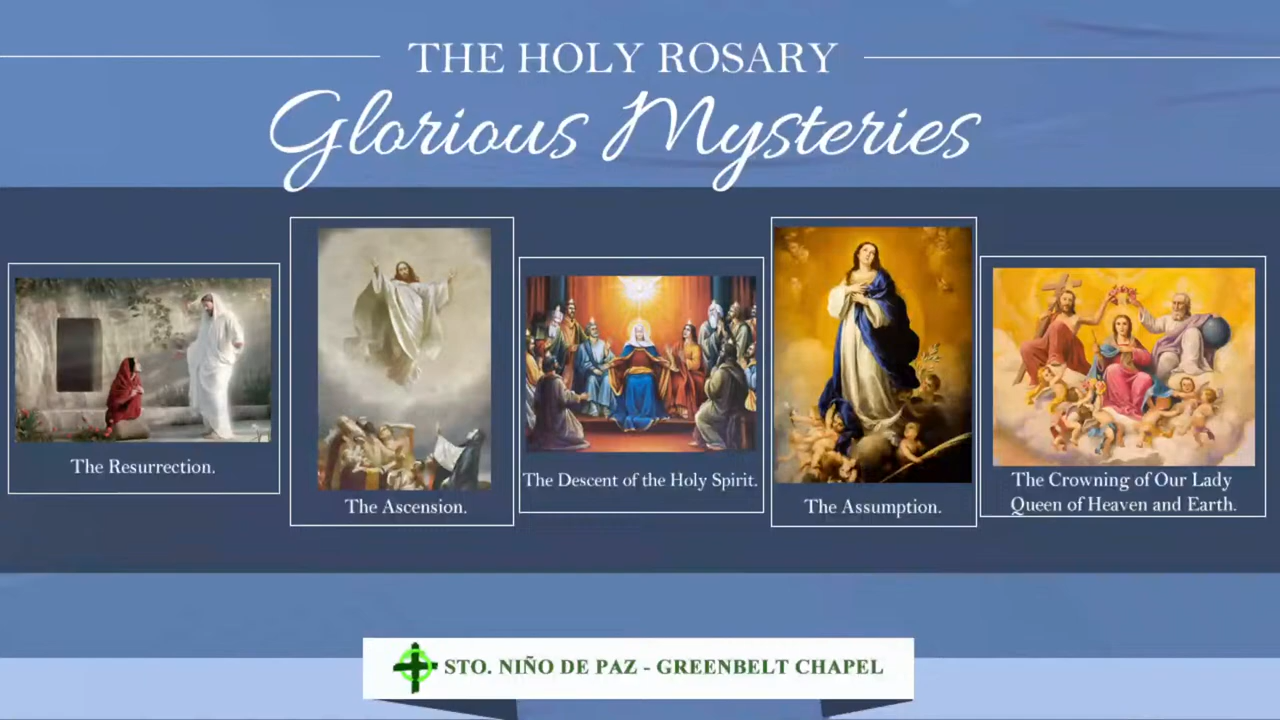 THE HOLY ROSARY
Glorious Mysteries
The Resurrection.
The Ascension.
The Descent of the Holy Spirit.
The Assumption.
The Crowning of Our Lady
Queen of Heaven and Earth.
STO. NIÑO DE PAZ - GREENBELT CHAPEL